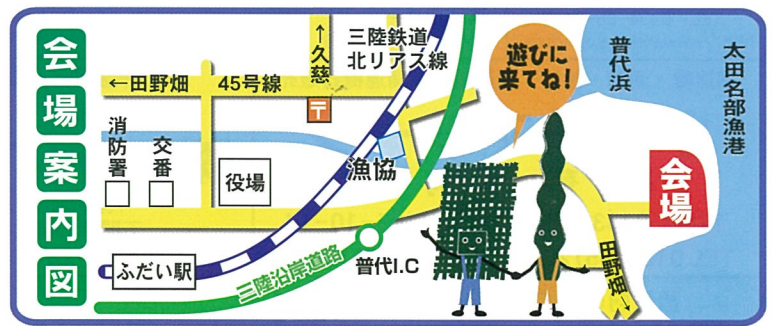 会場案内図
←田野畑
45号線
↑久慈
〒
三陸鉄道
北リアス線
遊びに
来てね!
普代浜
太田名部漁港
消防署
交番
役場
漁協
会場
ふだい駅
三陸沿岸道路
普代I.C
田野畑→